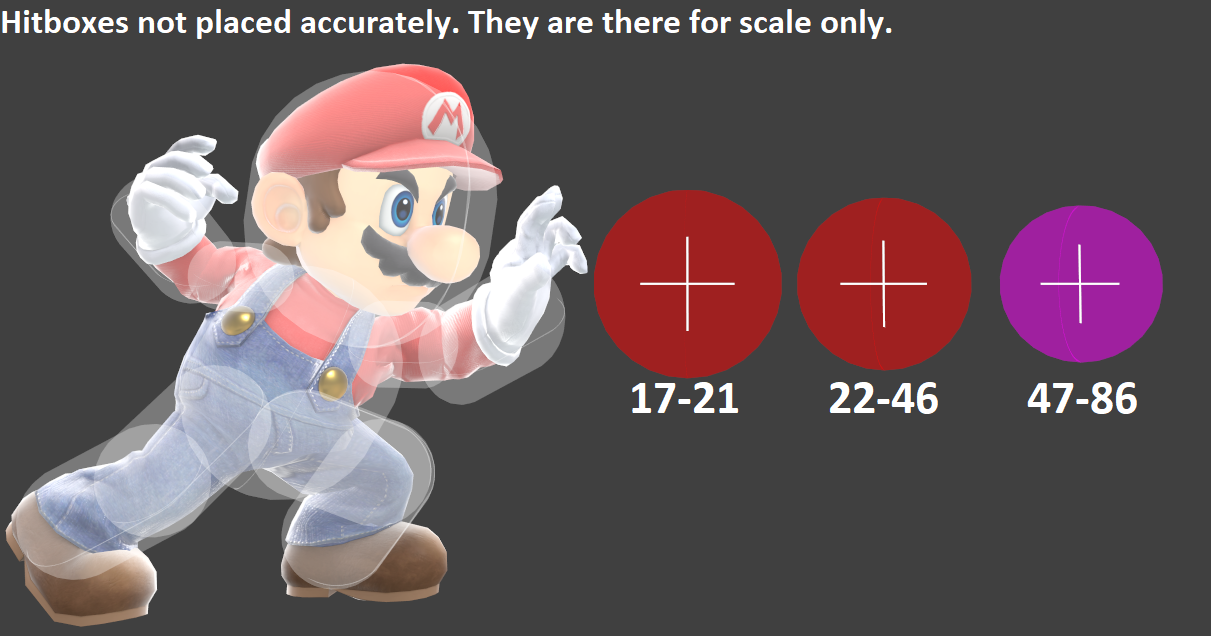 Hitboxes not placed accurately. They are there for scale only.
M
17-21 22-46 47-86